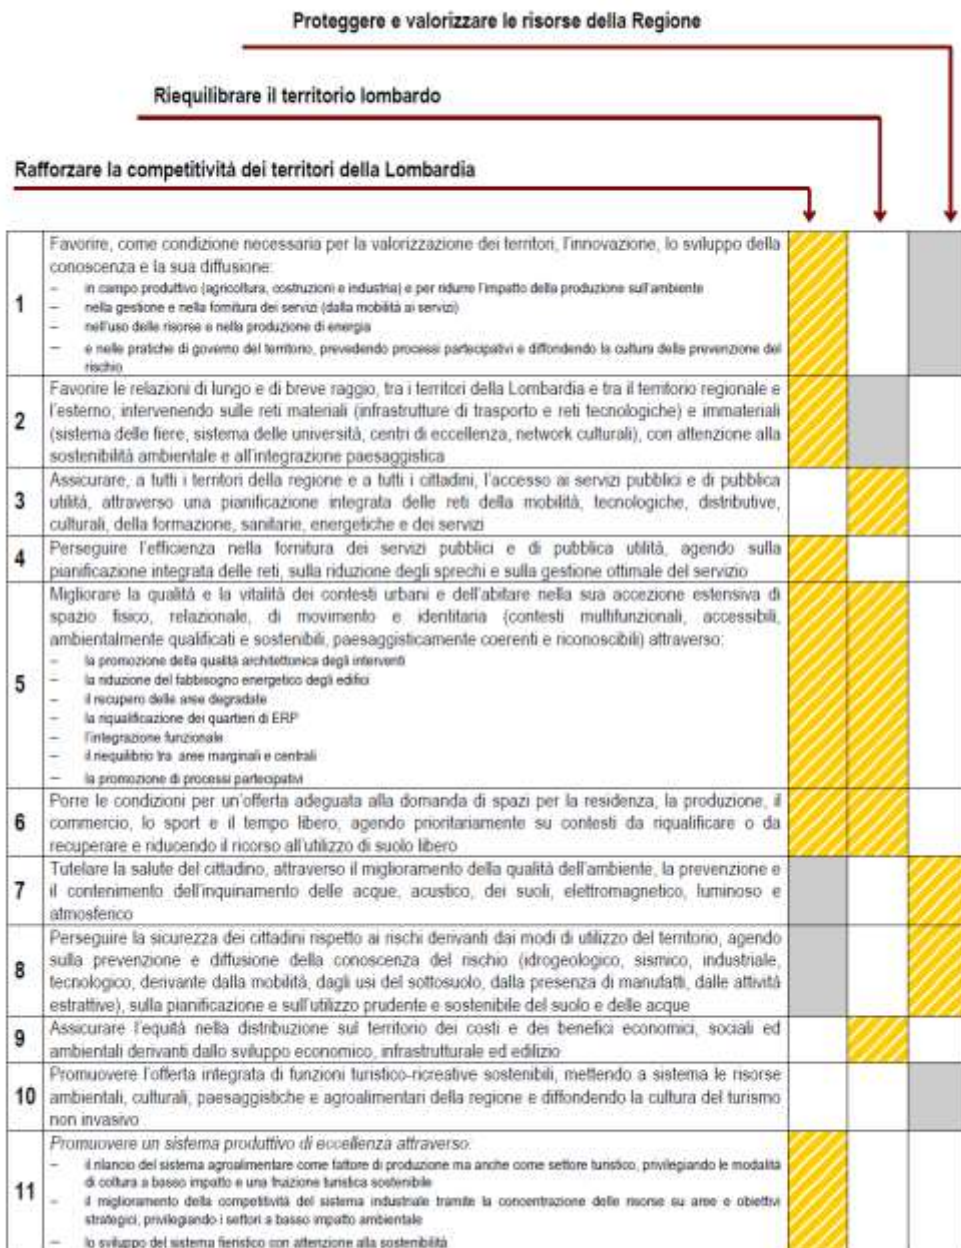 Proteggere e valorizzare le risorse della Regione
Riequilibrare il territorio lombardo
Rafforzare la competitività dei territori della Lombardia
1
Favorire, come condizione necessaria per la valorizzazione dei territori, l'innovazione, lo sviluppo della
conoscenza e la sua diffusione:
– in campo produttivo (agricoltura, costruzioni e industria) e per ridurre l'impatto della produzione sull'ambiente
– nella gestione e nella fornitura dei servizi (dalla mobilità ai servizi)
– nell'uso delle risorse e nella produzione di energia
– e nelle pratiche di governo del territorio, prevedendo processi partecipativi e diffondendo la cultura della prevenzione del
rischio
2
Favorire le relazioni di lungo e di breve raggio, tra i territori della Lombardia e tra il territorio regionale e
l'esterno, intervenendo sulle reti materiali (infrastrutture di trasporto e reti tecnologiche) e immateriali
(sistema delle fiere, sistema delle università, centri di eccellenza, network culturali), con attenzione alla
sostenibilità ambientale e all'integrazione paesaggistica
3
Assicurare, a tutti i territori della regione e a tutti i cittadini, l'accesso ai servizi pubblici e di pubblica
utilità, attraverso una pianificazione integrata delle reti della mobilità, tecnologiche, distributive,
culturali, della formazione, sanitarie, energetiche e dei servizi
4
Perseguire l'efficienza nella fornitura dei servizi pubblici e di pubblica utilità, agendo sulla
pianificazione integrata delle reti, sulla riduzione degli sprechi e sulla gestione ottimale del servizio
5
Migliorare la qualità e la vitalità dei contesti urbani e dell'abitare nella sua accezione estensiva di
spazio fisico, relazionale, di movimento e identitaria (contesti multifunzionali, accessibili,
ambientalmente qualificati e sostenibili, paesaggisticamente coerenti e riconoscibili) attraverso:
– la promozione della qualità architettonica degli interventi
– la riduzione del fabbisogno energetico degli edifici
– il recupero delle aree degradate
– la riqualificazione dei quartieri di ERP
– l'integrazione funzionale
– il riequilibrio tra aree marginali e centrali
– la promozione di processi partecipativi
6
Porre le condizioni per un'offerta adeguata alla domanda di spazi per la residenza, la produzione, il
commercio, lo sport e il tempo libero, agendo prioritariamente su contesti da riqualificare o da
recuperare e riducendo il ricorso all'utilizzo di suolo libero
7
Tutelare la salute del cittadino, attraverso il miglioramento della qualità dell'ambiente, la prevenzione e
il contenimento dell'inquinamento delle acque, acustico, dei suoli, elettromagnetico, luminoso e
atmosferico
8
Perseguire la sicurezza dei cittadini rispetto ai rischi derivanti dai modi di utilizzo del territorio, agendo
sulla prevenzione e diffusione della conoscenza del rischio (idrogeologico, sismico, industriale,
tecnologico, derivante dalla mobilità, dagli usi del sottosuolo, dalla presenza di manufatti, dalle attività
estrattive), sulla pianificazione e sull'utilizzo prudente e sostenibile del suolo e delle acque
9
Assicurare l'equità nella distribuzione sul territorio dei costi e dei benefici economici, sociali ed
ambientali derivanti dallo sviluppo economico, infrastrutturale ed edilizio
10
Promuovere l'offerta integrata di funzioni turistico-ricreative sostenibili, mettendo a sistema le risorse
ambientali, culturali, paesaggistiche e agroalimentari della regione e diffondendo la cultura del turismo
non invasivo
11
Promuovere un sistema produttivo di eccellenza attraverso:
– il rilancio del sistema agroalimentare come fattore di produzione ma anche come settore turistico, privilegiando le modalità
di coltura a basso impatto e una fruizione turistica sostenibile
– il miglioramento della competitività del sistema industriale tramite la concentrazione delle risorse su aree e obiettivi
strategici, privilegiando i settori a basso impatto ambientale
– lo sviluppo del sistema fieristico con attenzione alla sostenibilità